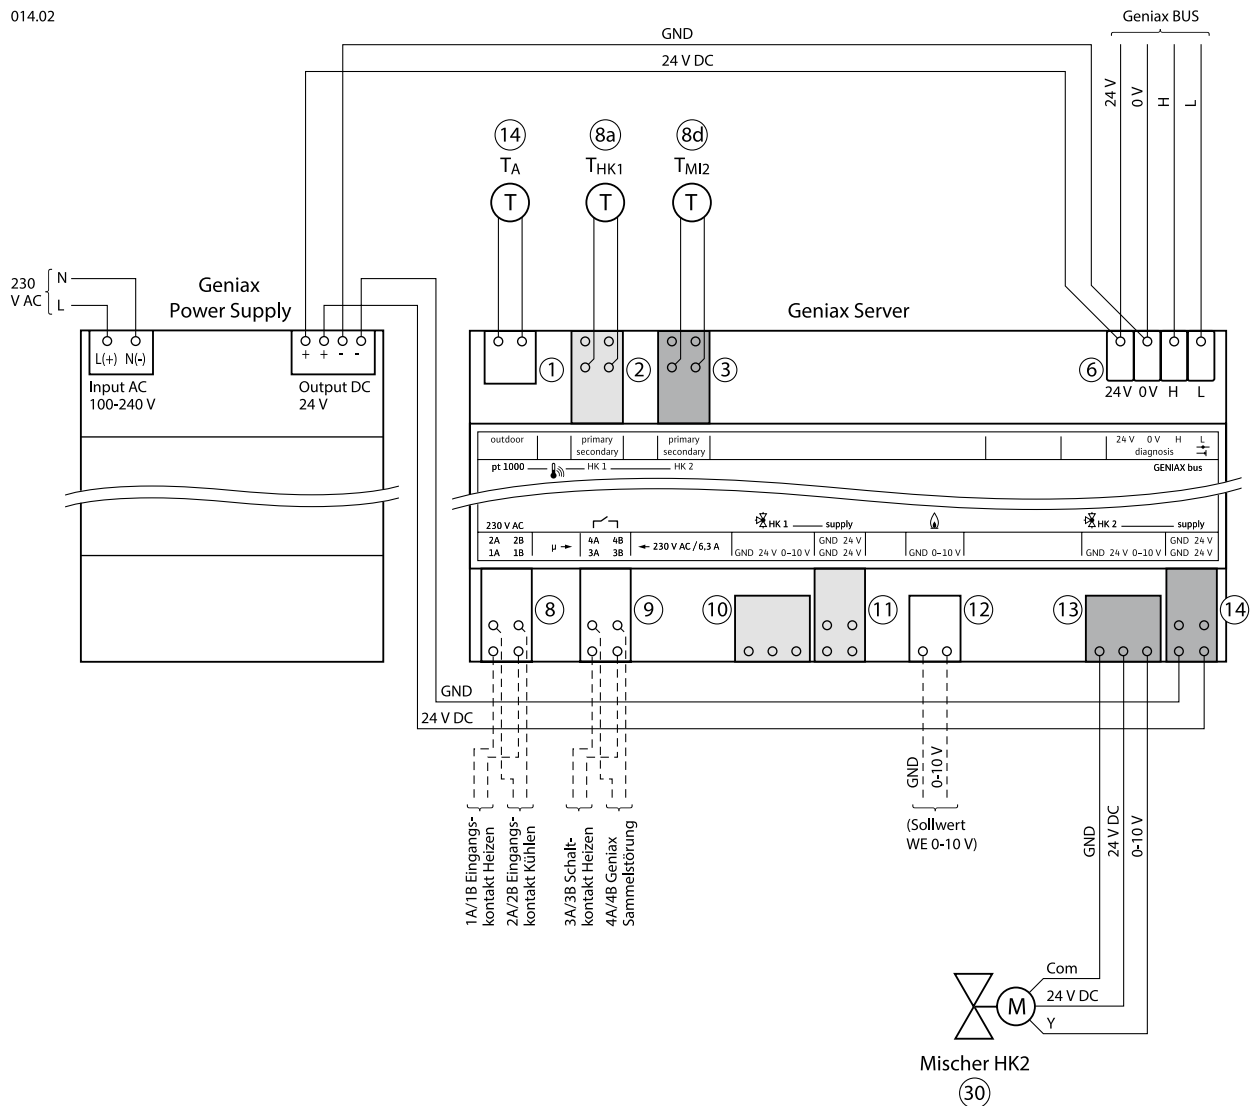 014.02
Geniax BUS
GND
24 V DC
24 V
0 V
H
L
14
8a
8d
TA
THK1
TMI2
T
T
T
230
V AC
N
L
Geniax
Power Supply
Geniax Server
L(+) N(-)
+ + - -
1
2
3
6
Input AC
100-240 V
Output DC
24 V
24 V 0 V H L
outdoor
primary
secondary
primary
secondary
24 V 0 V H L
diagnosis
pt 1000
HK 1
HK 2
GENIAX bus
230 V AC
HK 1
supply
HK 2
supply
2A 2B
1A 1B
µ
4A 4B
3A 3B
230 V AC / 6,3 A
GND 24 V 0–10 V
GND 24 V
GND 24 V
GND 0–10 V
GND 24 V 0–10 V
GND 24 V
GND 24 V
8
9
10
11
12
13
14
GND
24 V DC
1A/1B Eingangs-
kontakt Heizen
2A/2B Eingangs-
kontakt Kühlen
3A/3B Schalt-
kontakt Heizen
4A/4B Geniax
Sammelstörung
GND
0-10 V
(Sollwert
WE 0-10 V)
GND
24 V DC
0-10 V
Com
24 V DC
Y
M
Mischer HK2
30